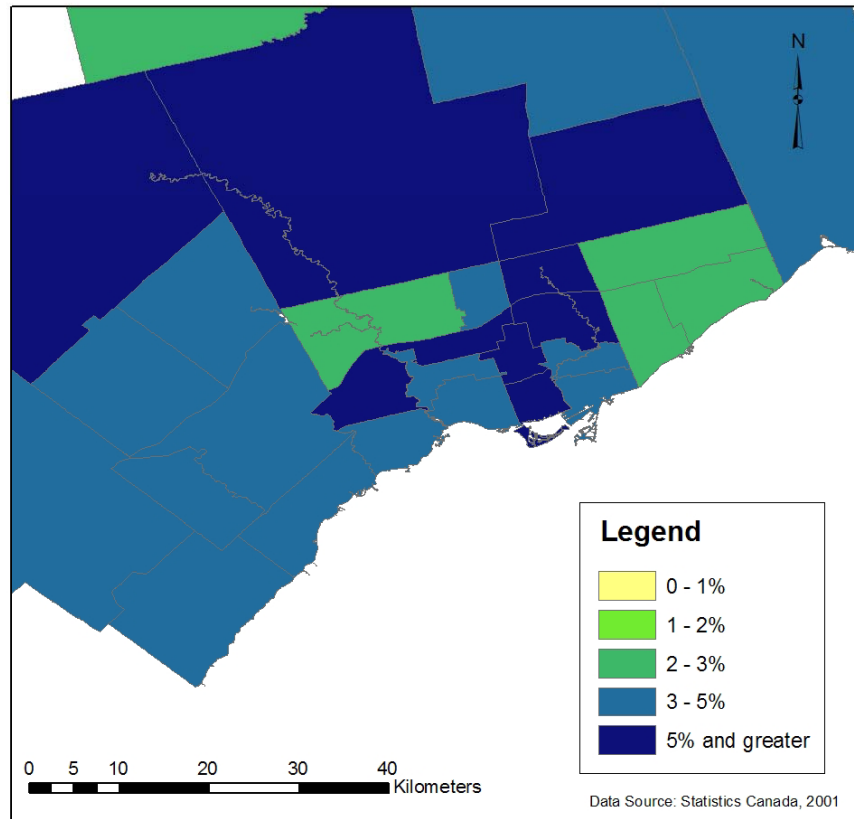 N
Legend
0 - 1%
1 - 2%
2 - 3%
3 - 5%
5% and greater
0 5 10 20 30 40
Kilometers
Data Source: Statistics Canada, 2001